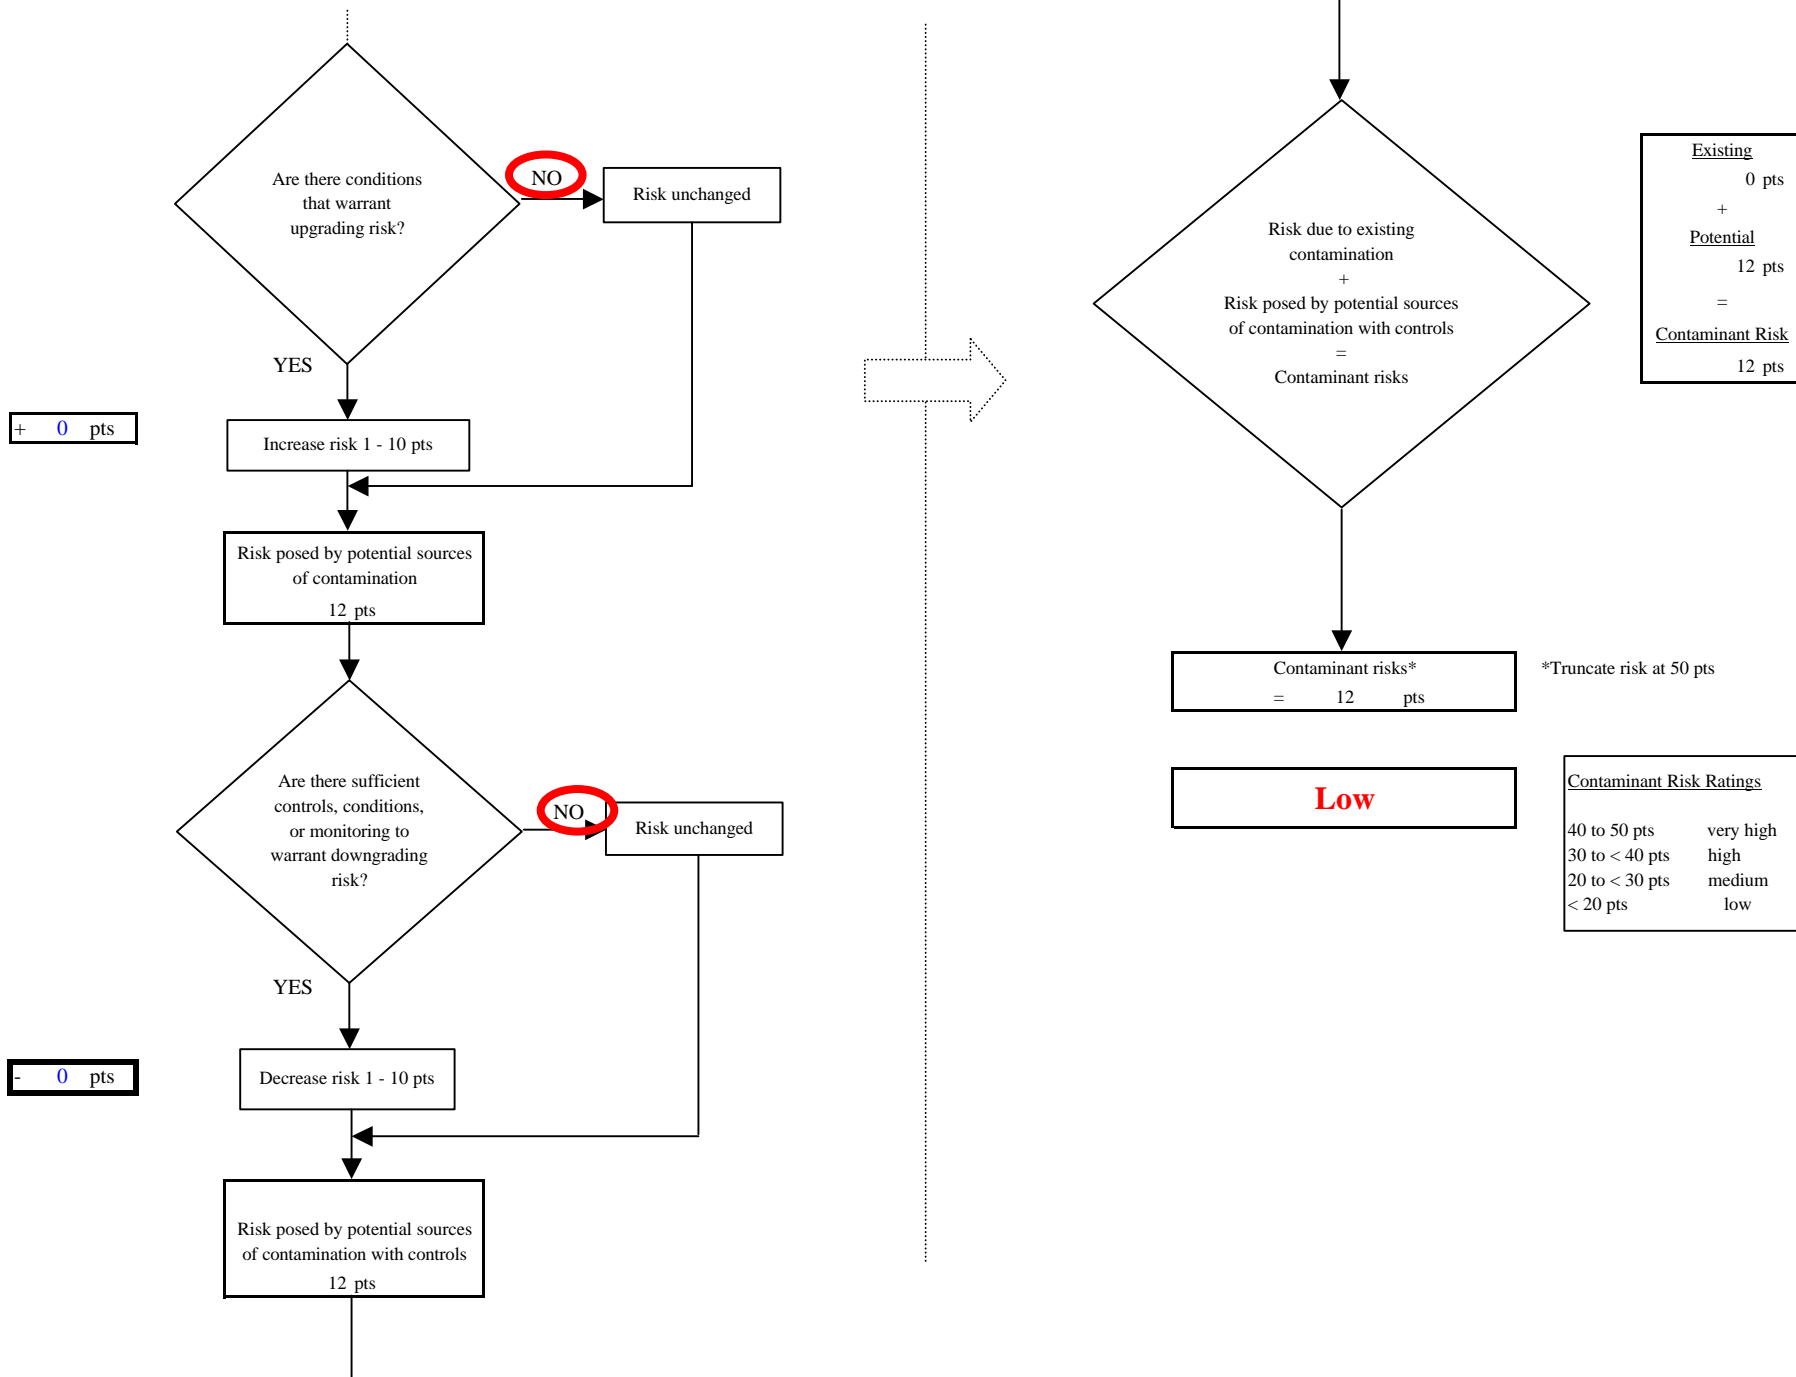 Are there conditions
that warrant
upgrading risk?
NO
Risk unchanged
YES
+ 0 pts
Increase risk 1 - 10 pts
Risk posed by potential sources
of contamination
12 pts
Are there sufficient
controls, conditions,
or monitoring to
warrant downgrading
risk?
NO
Risk unchanged
YES
- 0 pts
Decrease risk 1 - 10 pts
Risk posed by potential sources
of contamination with controls
12 pts
Risk due to existing
contamination
+
Risk posed by potential sources
of contamination with controls
=
Contaminant risks
Existing
0 pts
+
Potential
12 pts
=
Contaminant Risk
12 pts
Contaminant risks*
= 12 pts
*Truncate risk at 50 pts
Low
Contaminant Risk Ratings
40 to 50 pts very high
30 to < 40 pts high
20 to < 30 pts medium
< 20 pts low